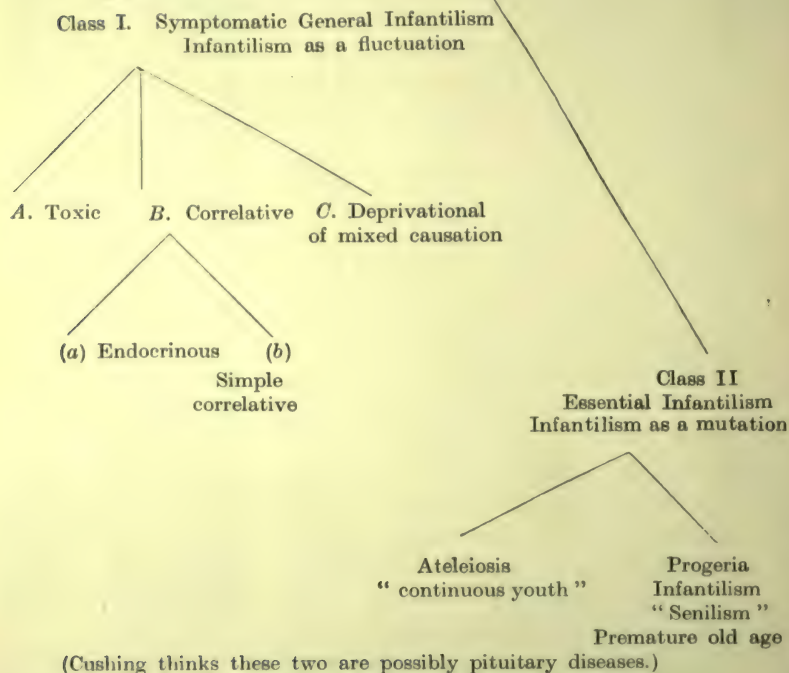 Class I. Symptomatic General Infantilism
Infantilism as a fluctuation
A. Toxic B. Correlative C. Deprivational
of mixed causation
(a) Endocrinous (b)
Simple
correlative
Class II
Essential Infantilism
Infantilism as a mutation
Ateleiosis
“ continuous youth ”
Progeria
Infantilism
“ Senilism ”
Premature old age
(Cushing thinks these two are possibly pituitary diseases.)